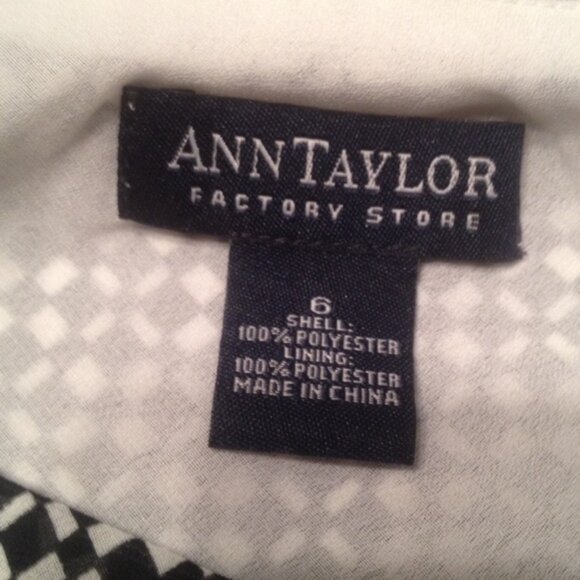 ANNTAYLOR
FACTORY STORE
6
SHELL:
100% POLYESTER
LINING:
100% POLYESTER
MADE IN CHINA